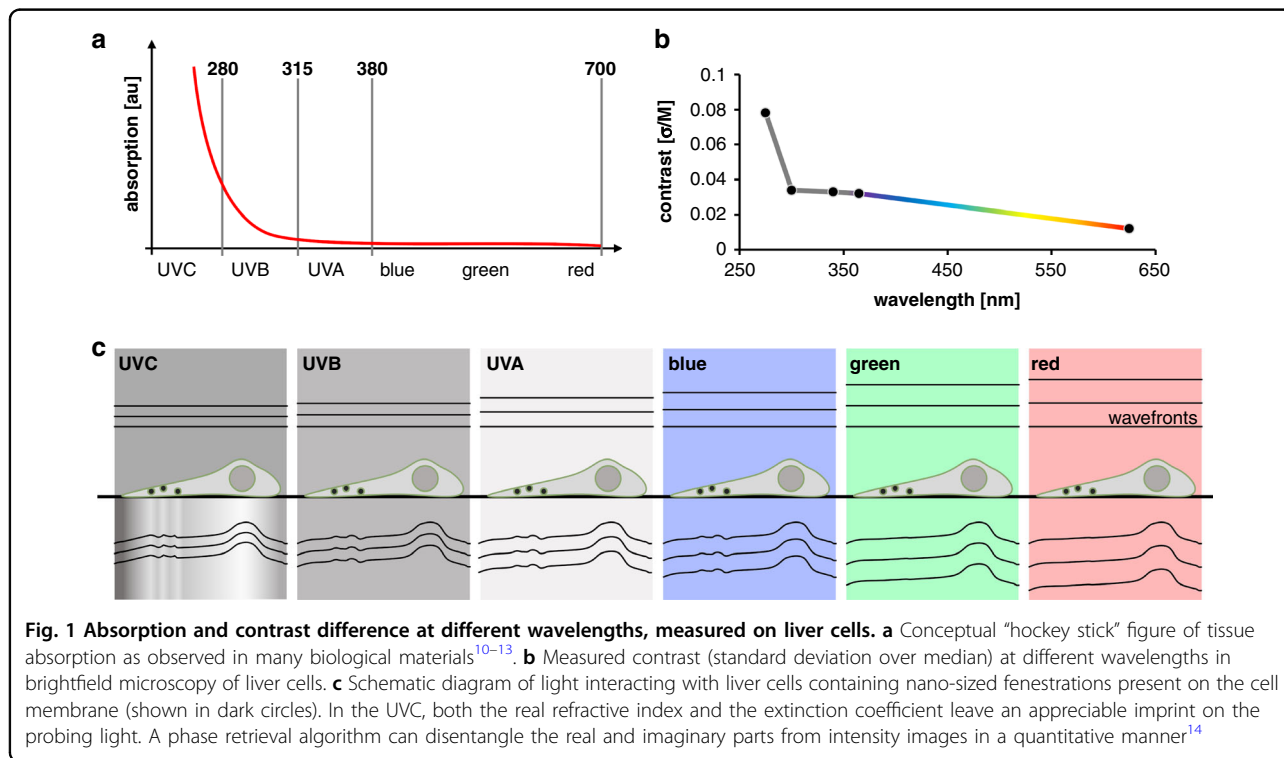 a
absorption [au]
280 315 380 700
UVC UVB UVA blue green red
b
contrast [σ/M]
0.1
0.08
0.06
0.04
0.02
0
250 350 450 550 650
wavelength [nm]
c
UVC UVB UVA blue green red
wavefronts
Fig. 1 Absorption and contrast difference at different wavelengths, measured on liver cells. a Conceptual “hockey stick” figure of tissue
absorption as observed in many biological materials10–13. b Measured contrast (standard deviation over median) at different wavelengths in
brightfield microscopy of liver cells. c Schematic diagram of light interacting with liver cells containing nano-sized fenestrations present on the cell
membrane (shown in dark circles). In the UVC, both the real refractive index and the extinction coefficient leave an appreciable imprint on the
probing light. A phase retrieval algorithm can disentangle the real and imaginary parts from intensity images in a quantitative manner14